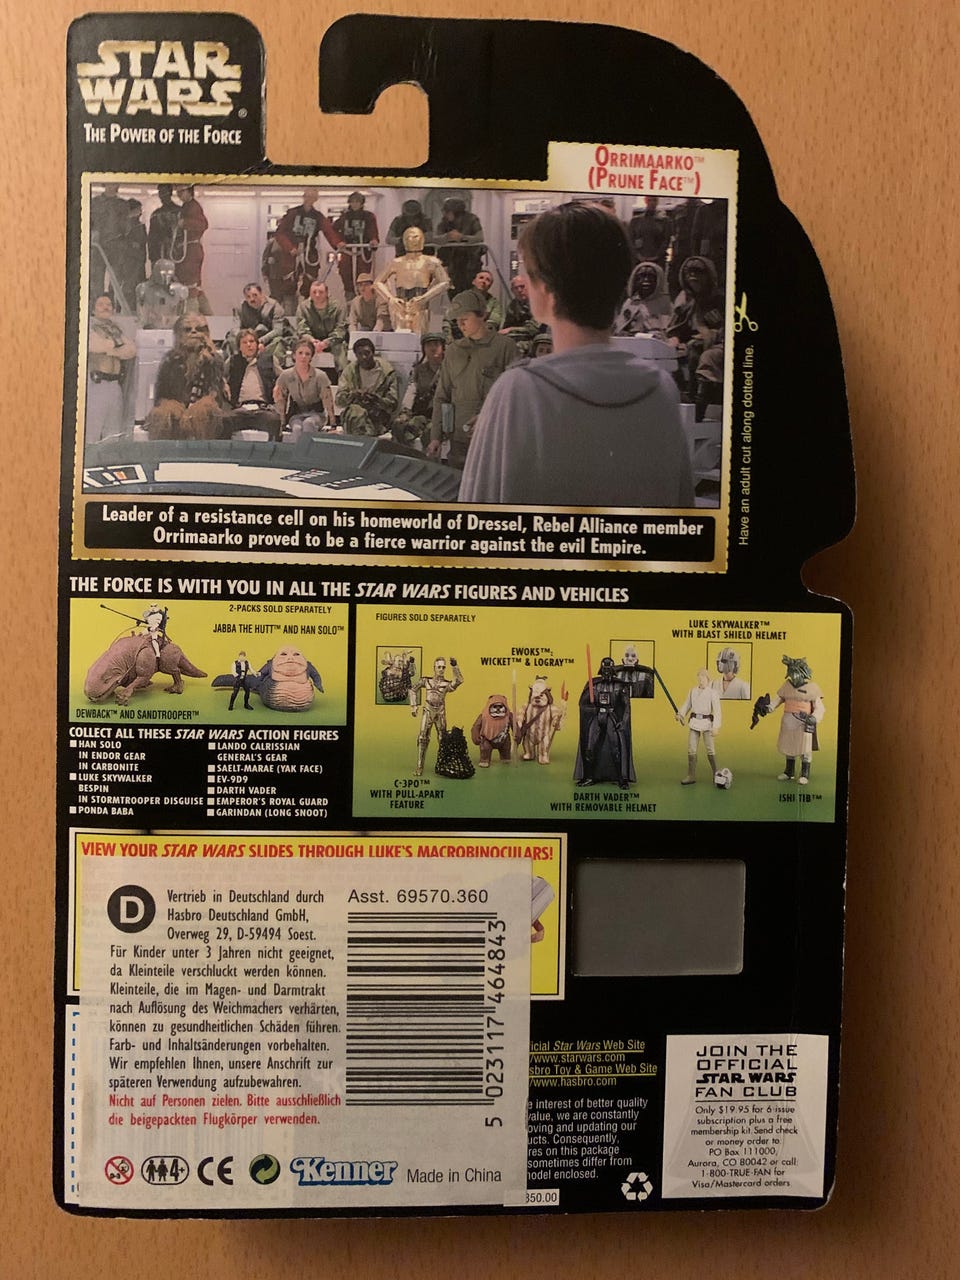 STAR
WARS®
THE POWER OF THE FORCE
ORRIMAARKO™
(PRUNE FACE™)
Have an adult cut along dotted line.
Leader of a resistance cell on his homeworld of Dressel, Rebel Alliance member
Orrimaarko proved to be a fierce warrior against the evil Empire.
THE FORCE IS WITH YOU IN ALL THE STAR WARS FIGURES AND VEHICLES
2-PACKS SOLD SEPARATELY
JABBA THE HUTT™ AND HAN SOLO™
DEWBACK™ AND SANDTROOPER™
FIGURES SOLD SEPARATELY
EWOKS™:
WICKET™ & LOGRAY™
LUKE SKYWALKER™
WITH BLAST SHIELD HELMET
C-3PO™
WITH PULL-APART
FEATURE
DARTH VADER™
WITH REMOVABLE HELMET
ISHI TIB™
COLLECT ALL THESE STAR WARS ACTION FIGURES
HAN SOLO
IN ENDOR GEAR
IN CARBONITE
LUKE SKYWALKER
BESPIN
IN STORMTROOPER DISGUISE
PONDA BABA
LANDO CALRISSIAN
GENERAL'S GEAR
SAELT-MARAE (YAK FACE)
EV-9D9
DARTH VADER
EMPEROR'S ROYAL GUARD
GARINDAN (LONG SNOOT)
VIEW YOUR STAR WARS SLIDES THROUGH LUKE'S MACROBINOCULARS!
D
Vertrieb in Deutschland durch
Hasbro Deutschland GmbH,
Overweg 29, D-59494 Soest.
Für Kinder unter 3 Jahren nicht geeignet,
da Kleinteile verschluckt werden können.
Kleinteile, die im Magen- und Darmtrakt
nach Auflösung des Weichmachers verhärten,
können zu gesundheitlichen Schäden führen.
Farb- und Inhaltsänderungen vorbehalten.
Wir empfehlen Ihnen, unsere Anschrift zur
späteren Verwendung aufzubewahren.
Nicht auf Personen zielen. Bitte ausschließlich
die beigepackten Flugkörper verwenden.
Asst. 69570.360
5 023117 464843
0-3
4+
CE
Kenner
Made in China
icial Star Wars Web Site
/www.starwars.com
sbro Toy & Game Web Site
/www.hasbro.com
e interest of better quality
value, we are constantly
oving and updating our
ucts. Consequently,
res on this package
sometimes differ from
odel enclosed.
350.00
JOIN THE
OFFICIAL
STAR WARS
FAN CLUB
Only $19.95 for 6 issue
subscription plus a free
membership kit. Send check
or money order to:
PO Box 111000,
Aurora, CO 80042 or call
1-800-TRUE-FAN for
Visa/Mastercard orders